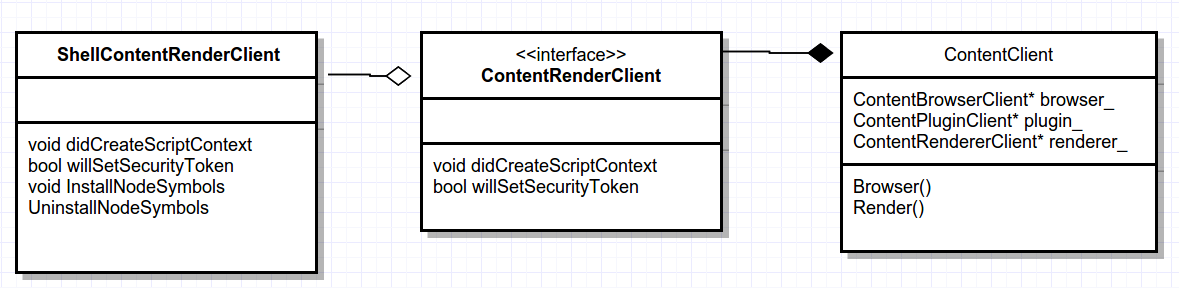 ShellContentRenderClient
void didCreateScriptContext
bool willSetSecurityToken
void InstallNodeSymbols
UninstallNodeSymbols
<<interface>>
ContentRenderClient
void didCreateScriptContext
bool willSetSecurityToken
ContentClient
ContentBrowserClient* browser_
ContentPluginClient* plugin_
ContentRendererClient* renderer_
Browser()
Render()